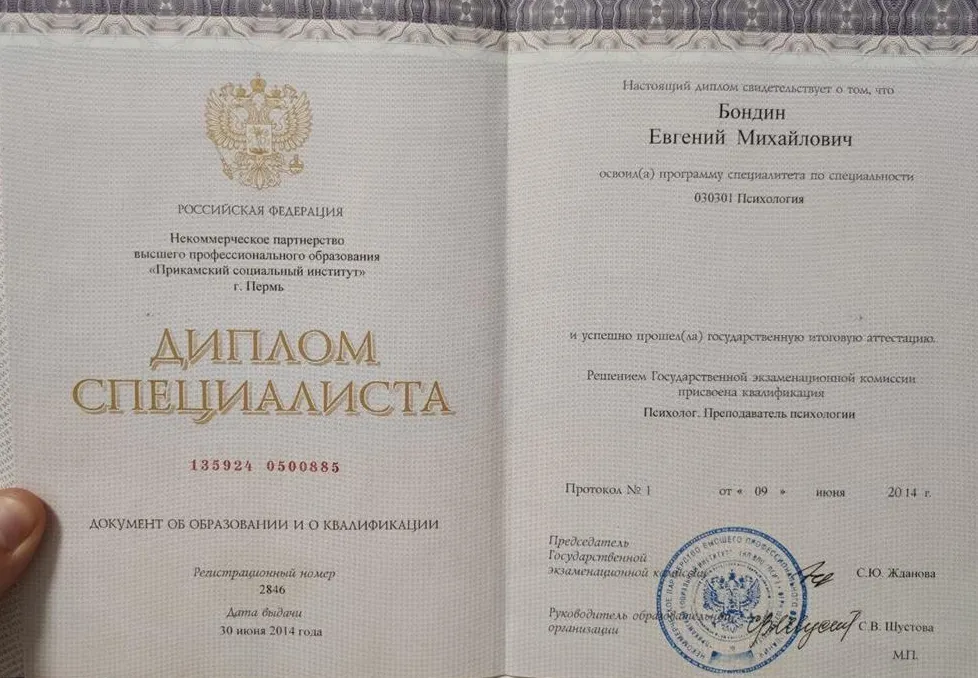 РОССИЙСКАЯ ФЕДЕРАЦИЯ
Некоммерческое партнерство
высшего профессионального образования
«Прикамский социальный институт»
г. Пермь
ДИПЛОМ
СПЕЦИАЛИСТА
135924 0500885
ДОКУМЕНТ ОБ ОБРАЗОВАНИИ И О КВАЛИФИКАЦИИ
Регистрационный номер
2846
Дата выдачи
30 июня 2014 года
Настоящий диплом свидетельствует о том, что
Бондин
Евгений Михайлович
освоил(а) программу специалитета по специальности
030301 Психология
и успешно прошел(ла) государственную итоговую аттестацию.
Решением Государственной экзаменационной комиссии
присвоена квалификация
Психолог. Преподаватель психологии
Протокол № 1 от « 09 » июня 2014 г.
Председатель
Государственной
экзаменационной комиссии
С.Ю. Жданова
Руководитель образовательной
организации
С.В. Шустова
М.П.